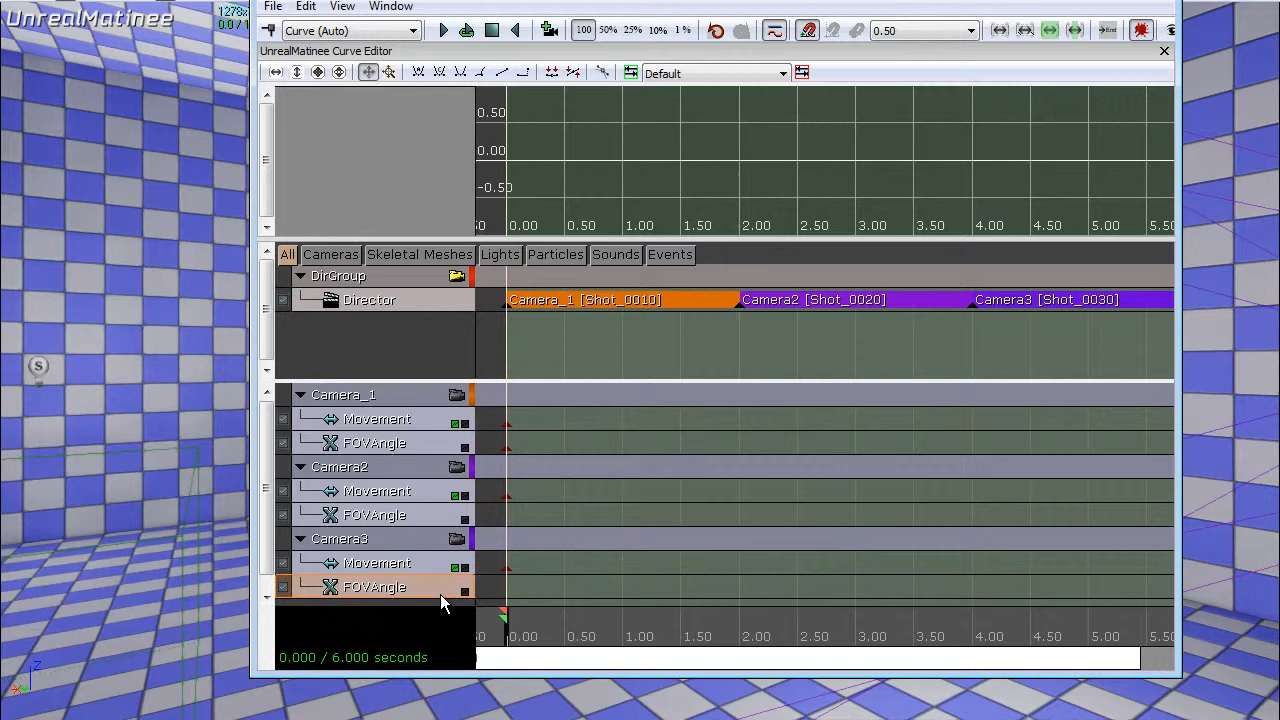 UnrealMatinee
1278x
0.0 / 1
File Edit View Window
Curve (Auto) 100 50% 25% 10% 1 % 0.50
UnrealMatinee Curve Editor
Default
0.50
0.00
-0.50
0.00 0.50 1.00 1.50 2.00 2.50 3.00 3.50 4.00 4.50 5.00 5.50
All Cameras Skeletal Meshes Lights Particles Sounds Events
DirGroup
Director Camera_1 [Shot_0010] Camera2 [Shot_0020] Camera3 [Shot_0030]
S
Camera_1
Movement
FOVAngle
Camera2
Movement
FOVAngle
Camera3
Movement
FOVAngle
0.00 0.50 1.00 1.50 2.00 2.50 3.00 3.50 4.00 4.50 5.00 5.50
0.000 / 6.000 seconds
Z
X